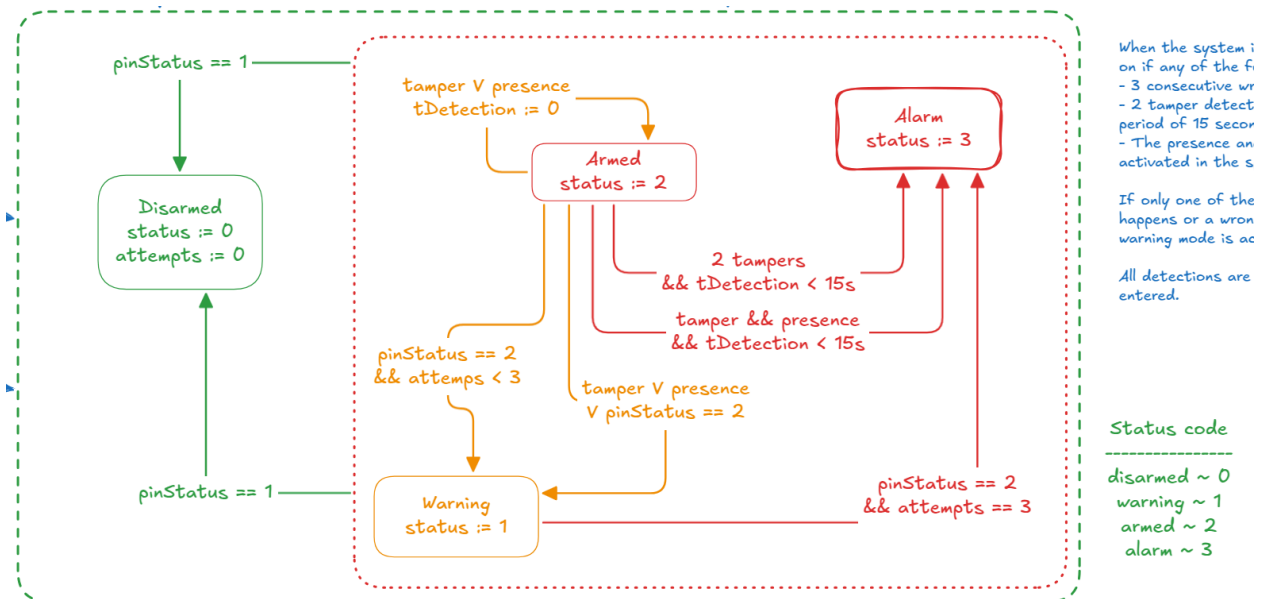 pinStatus == 1
tamper V presence
tDetection := 0
Armed
status := 2
Alarm
status := 3
Disarmed
status := 0
attempts := 0
2 tampers
&& tDetection < 15s
tamper && presence
&& tDetection < 15s
pinStatus == 2
&& attemps < 3
tamper V presence
V pinStatus == 2
pinStatus == 1
Warning
status := 1
pinStatus == 2
&& attempts == 3
When the system
on if any of the
- 3 consecutive
- 2 tamper
period of 15
- The presence
activated in the
If only one of the
happens or a
warning mode is
All detections are
entered.
Status code
-----------------
disarmed ~ 0
warning ~ 1
armed ~ 2
alarm ~ 3